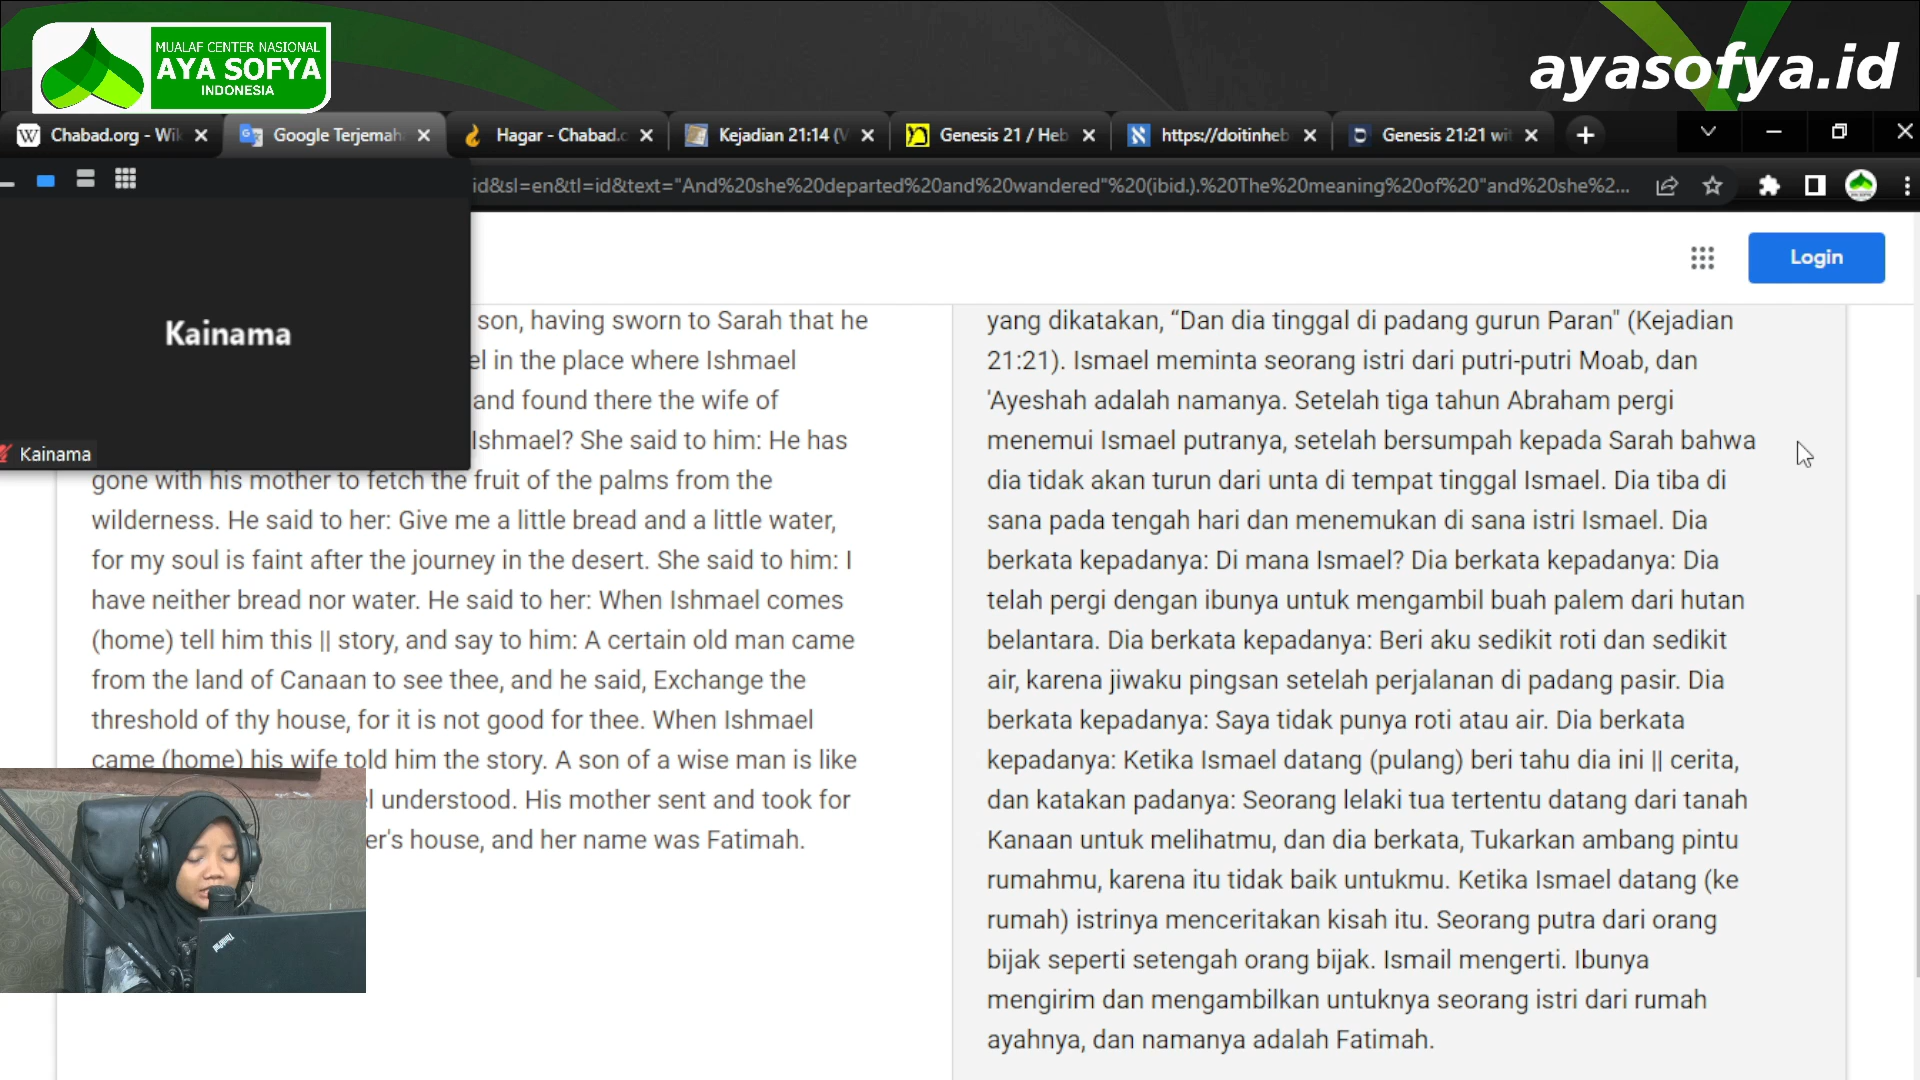 MUALAF CENTER NASIONAL
AYA SOFYA
INDONESIA
ayasofya.id
Chabad.org - Wik
Google Terjemah
Hagar - Chabad.c
Kejadian 21:14 (V
Genesis 21 / Heb
https://doitinheb
Genesis 21:21 wi
id&sl=en&tl=id&text="And%20she%20departed%20and%20wandered"%20(ibid.).%20The%20meaning%20of%20"and%20she%2...
Login
Kainama
Kainama
son, having sworn to Sarah that he
el in the place where Ishmael
and found there the wife of
Ishmael? She said to him: He has
gone with his mother to fetch the fruit of the palms from the
wilderness. He said to her: Give me a little bread and a little water,
for my soul is faint after the journey in the desert. She said to him: I
have neither bread nor water. He said to her: When Ishmael comes
(home) tell him this || story, and say to him: A certain old man came
from the land of Canaan to see thee, and he said, Exchange the
threshold of thy house, for it is not good for thee. When Ishmael
came (home) his wife told him the story. A son of a wise man is like
l understood. His mother sent and took for
er's house, and her name was Fatimah.
yang dikatakan, “Dan dia tinggal di padang gurun Paran" (Kejadian
21:21). Ismael meminta seorang istri dari putri-putri Moab, dan
'Ayeshah adalah namanya. Setelah tiga tahun Abraham pergi
menemui Ismael putranya, setelah bersumpah kepada Sarah bahwa
dia tidak akan turun dari unta di tempat tinggal Ismael. Dia tiba di
sana pada tengah hari dan menemukan di sana istri Ismael. Dia
berkata kepadanya: Di mana Ismael? Dia berkata kepadanya: Dia
telah pergi dengan ibunya untuk mengambil buah palem dari hutan
belantara. Dia berkata kepadanya: Beri aku sedikit roti dan sedikit
air, karena jiwaku pingsan setelah perjalanan di padang pasir. Dia
berkata kepadanya: Saya tidak punya roti atau air. Dia berkata
kepadanya: Ketika Ismael datang (pulang) beri tahu dia ini || cerita,
dan katakan padanya: Seorang lelaki tua tertentu datang dari tanah
Kanaan untuk melihatmu, dan dia berkata, Tukarkan ambang pintu
rumahmu, karena itu tidak baik untukmu. Ketika Ismael datang (ke
rumah) istrinya menceritakan kisah itu. Seorang putra dari orang
bijak seperti setengah orang bijak. Ismail mengerti. Ibunya
mengirim dan mengambilkan untuknya seorang istri dari rumah
ayahnya, dan namanya adalah Fatimah.
ThinkPad